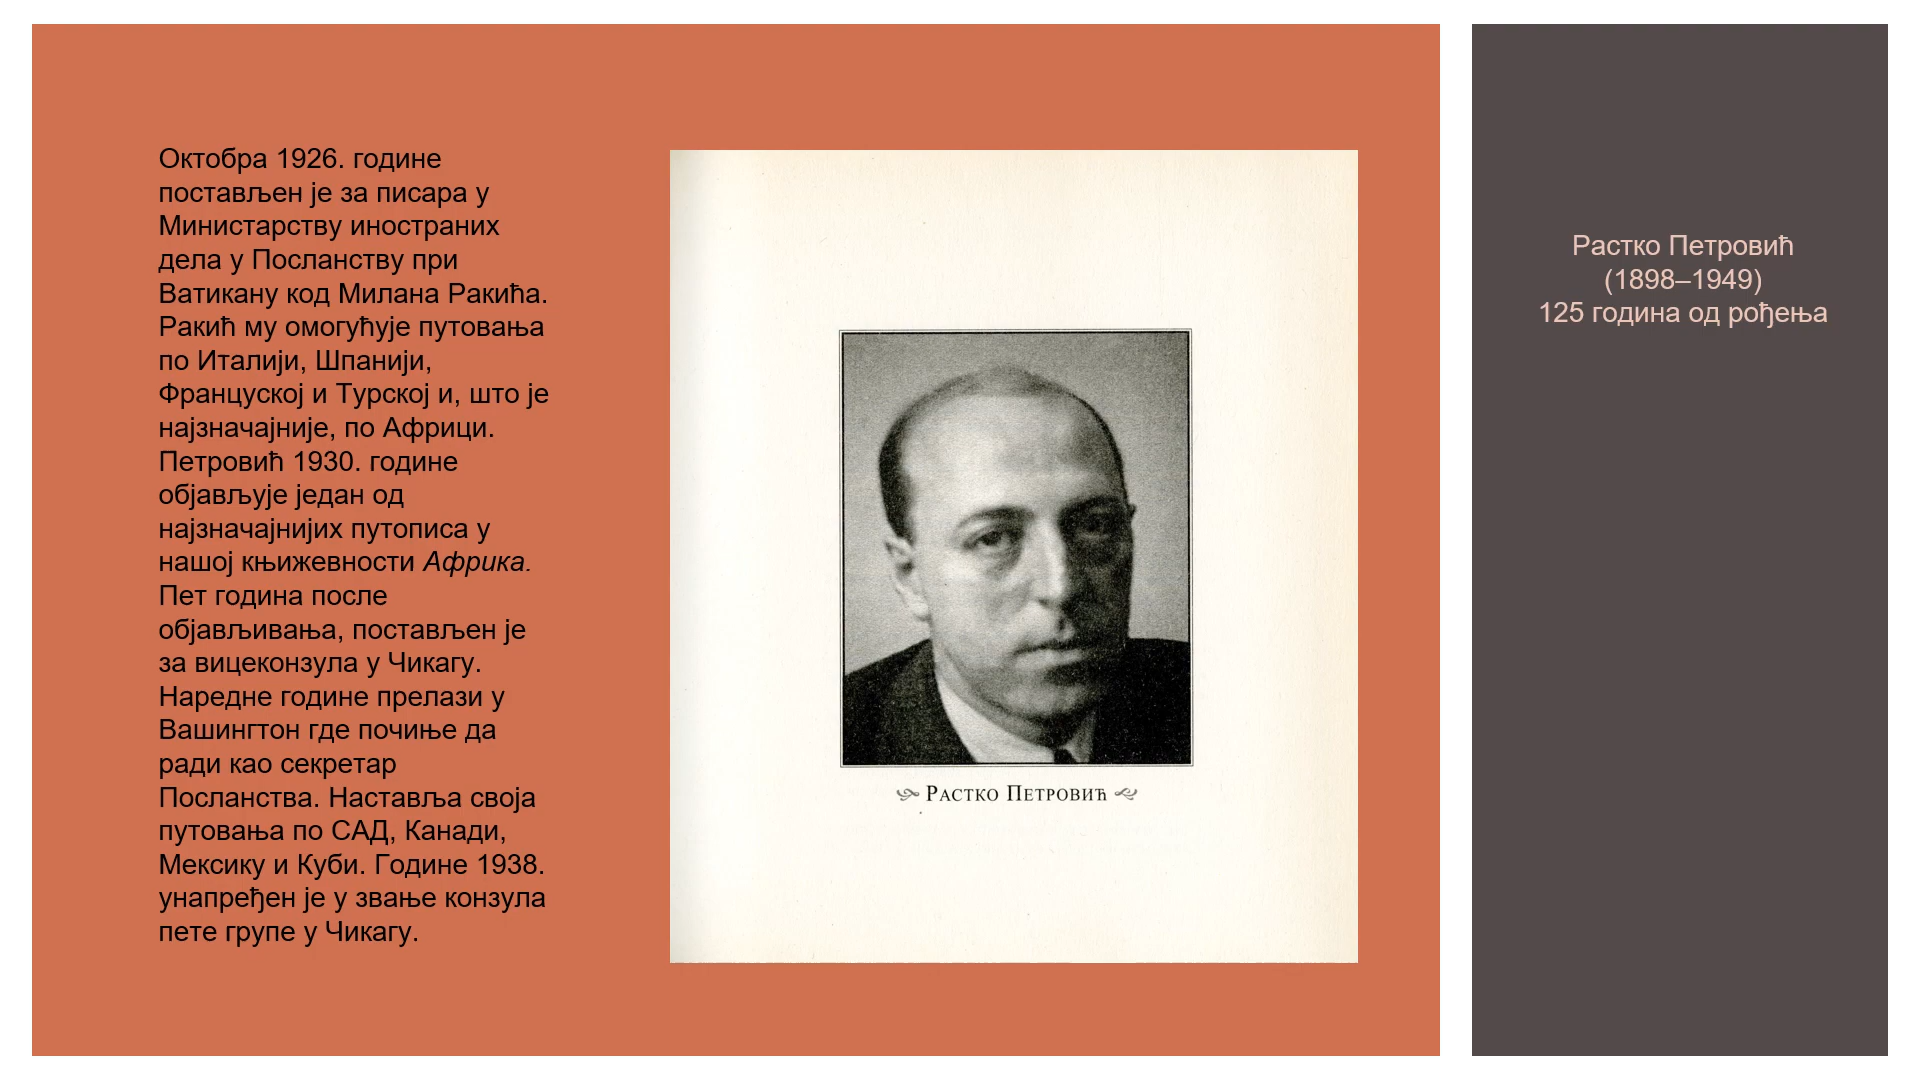 Октобра 1926. године
постављен је за писара у
Министарству иностраних
дела у Посланству при
Ватикану код Милана Ракића.
Ракић му омогућује путовања
по Италији, Шпанији,
Француској и Турској и, што је
најзначајније, по Африци.
Петровић 1930. године
објављује један од
најзначајнијих путописа у
нашој књижевности Африка.
Пет година после
објављивања, постављен је
за вицеконзула у Чикагу.
Наредне године прелази у
Вашингтон где почиње да
ради као секретар
Посланства. Наставља своја
путовања по САД, Канади,
Мексику и Куби. Године 1938.
унапређен је у звање конзула
пете групе у Чикагу.
Растко Петровић
Растко Петровић
(1898–1949)
125 година од рођења